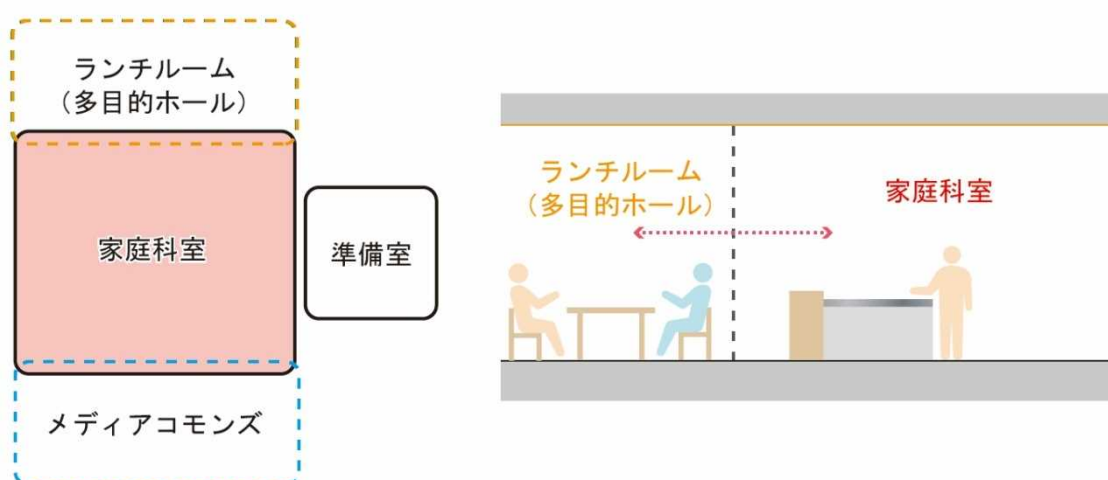 ランチルーム
（多目的ホール）
家庭科室
準備室
メディアコモンズ
ランチルーム
（多目的ホール）
家庭科室